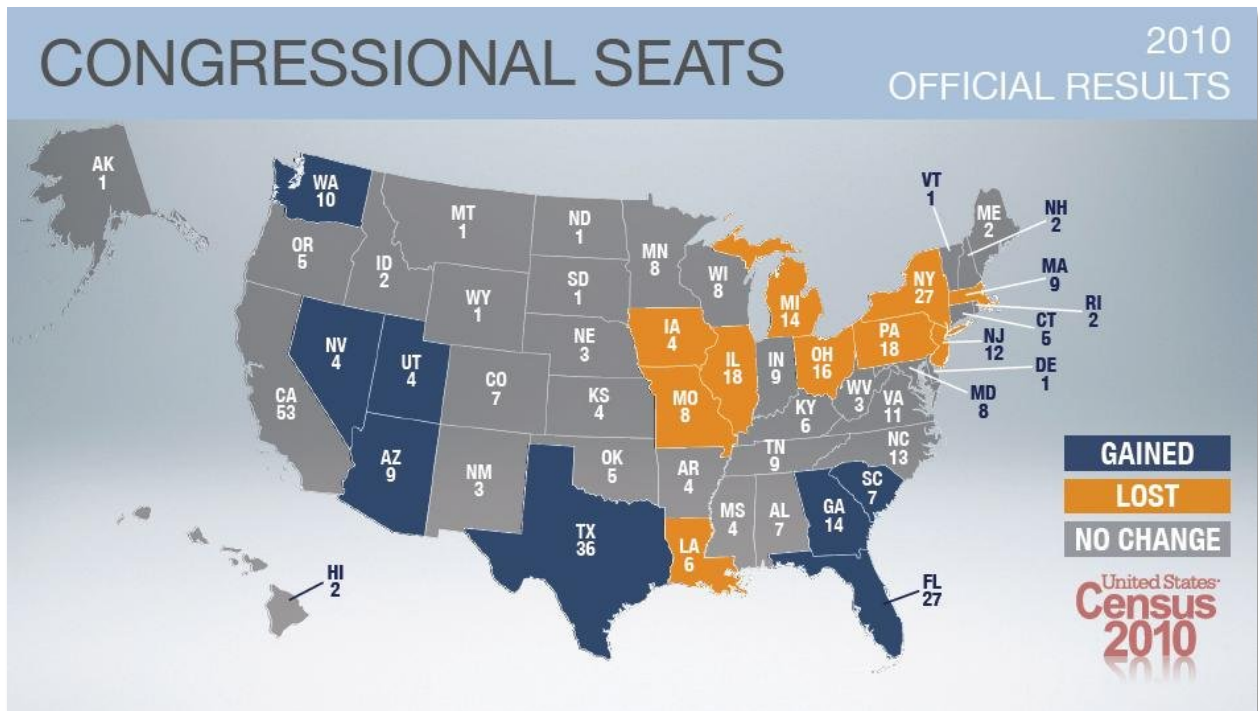 CONGRESSIONAL SEATS
2010
OFFICIAL RESULTS
AK
1
WA
10
OR
5
CA
53
NV
4
ID
2
MT
1
WY
1
UT
4
AZ
9
CO
7
NM
3
ND
1
SD
1
NE
3
KS
4
OK
5
TX
36
MN
8
IA
4
MO
8
AR
4
LA
6
WI
8
IL
18
MI
14
IN
9
OH
16
KY
6
TN
9
MS
4
AL
7
GA
14
FL
27
SC
7
NC
13
VA
11
WV
3
PA
18
NY
27
VT
1
ME
2
NH
2
MA
9
RI
2
CT
5
NJ
12
DE
1
MD
8
HI
2
GAINED
LOST
NO CHANGE
United States
Census
2010